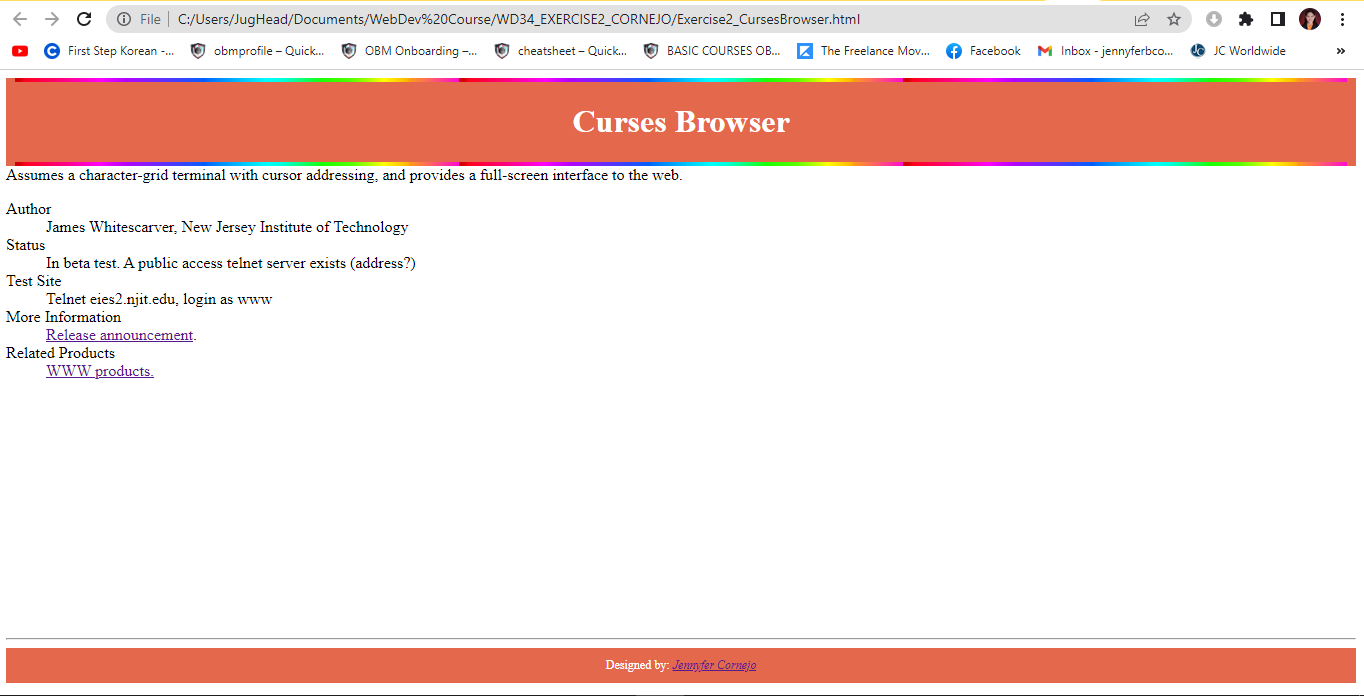 File | C:/Users/JugHead/Documents/WebDev%20Course/WD34_EXERCISE2_CORNEJO/Exercise2_CursesBrowser.html
First Step Korean -... obmprofile – Quick... OBM Onboarding –... cheatsheet – Quick... BASIC COURSES OB... The Freelance Mov... Facebook Inbox - jennyferbco... JC Worldwide »
Curses Browser
Assumes a character-grid terminal with cursor addressing, and provides a full-screen interface to the web.
Author
James Whitescarver, New Jersey Institute of Technology
Status
In beta test. A public access telnet server exists (address?)
Test Site
Telnet eies2.njit.edu, login as www
More Information
Release announcement.
Related Products
WWW products.
Designed by: Jennyfer Cornejo